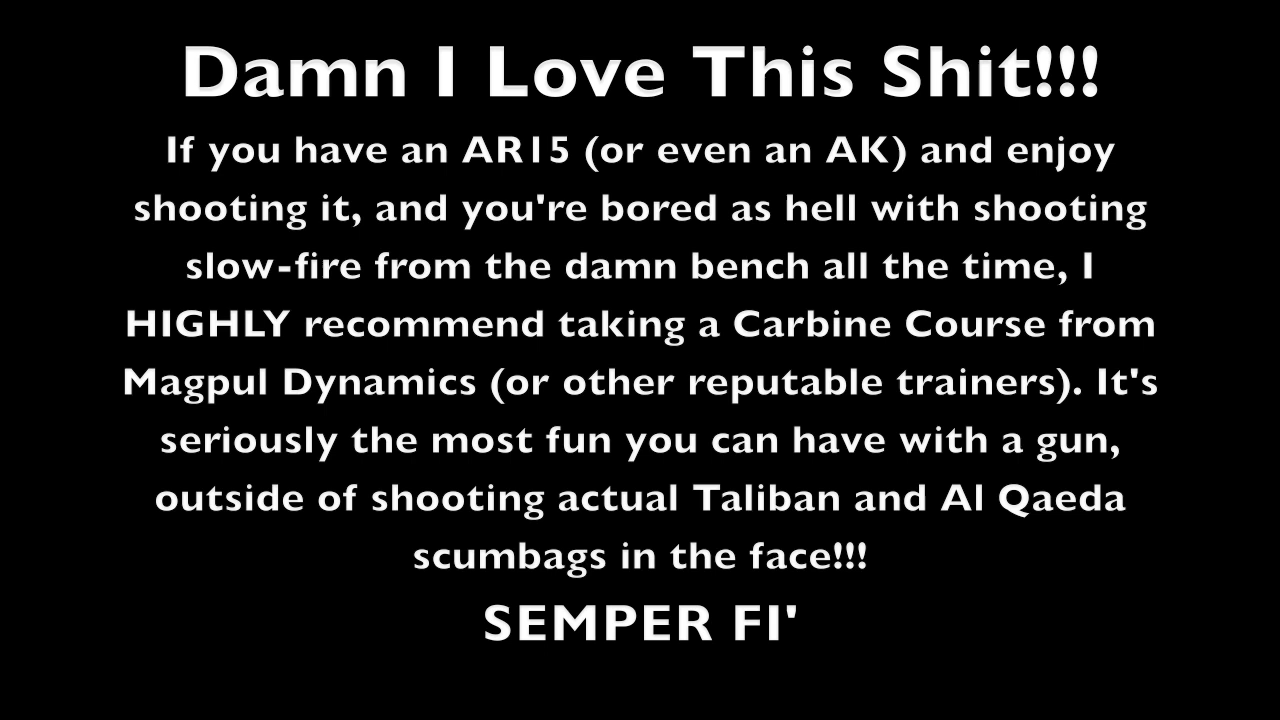 Damn I Love This Shit!!!
If you have an AR15 (or even an AK) and enjoy
shooting it, and you're bored as hell with shooting
slow-fire from the damn bench all the time, I
HIGHLY recommend taking a Carbine Course from
Magpul Dynamics (or other reputable trainers). It's
seriously the most fun you can have with a gun,
outside of shooting actual Taliban and Al Qaeda
scumbags in the face!!!
SEMPER FI'